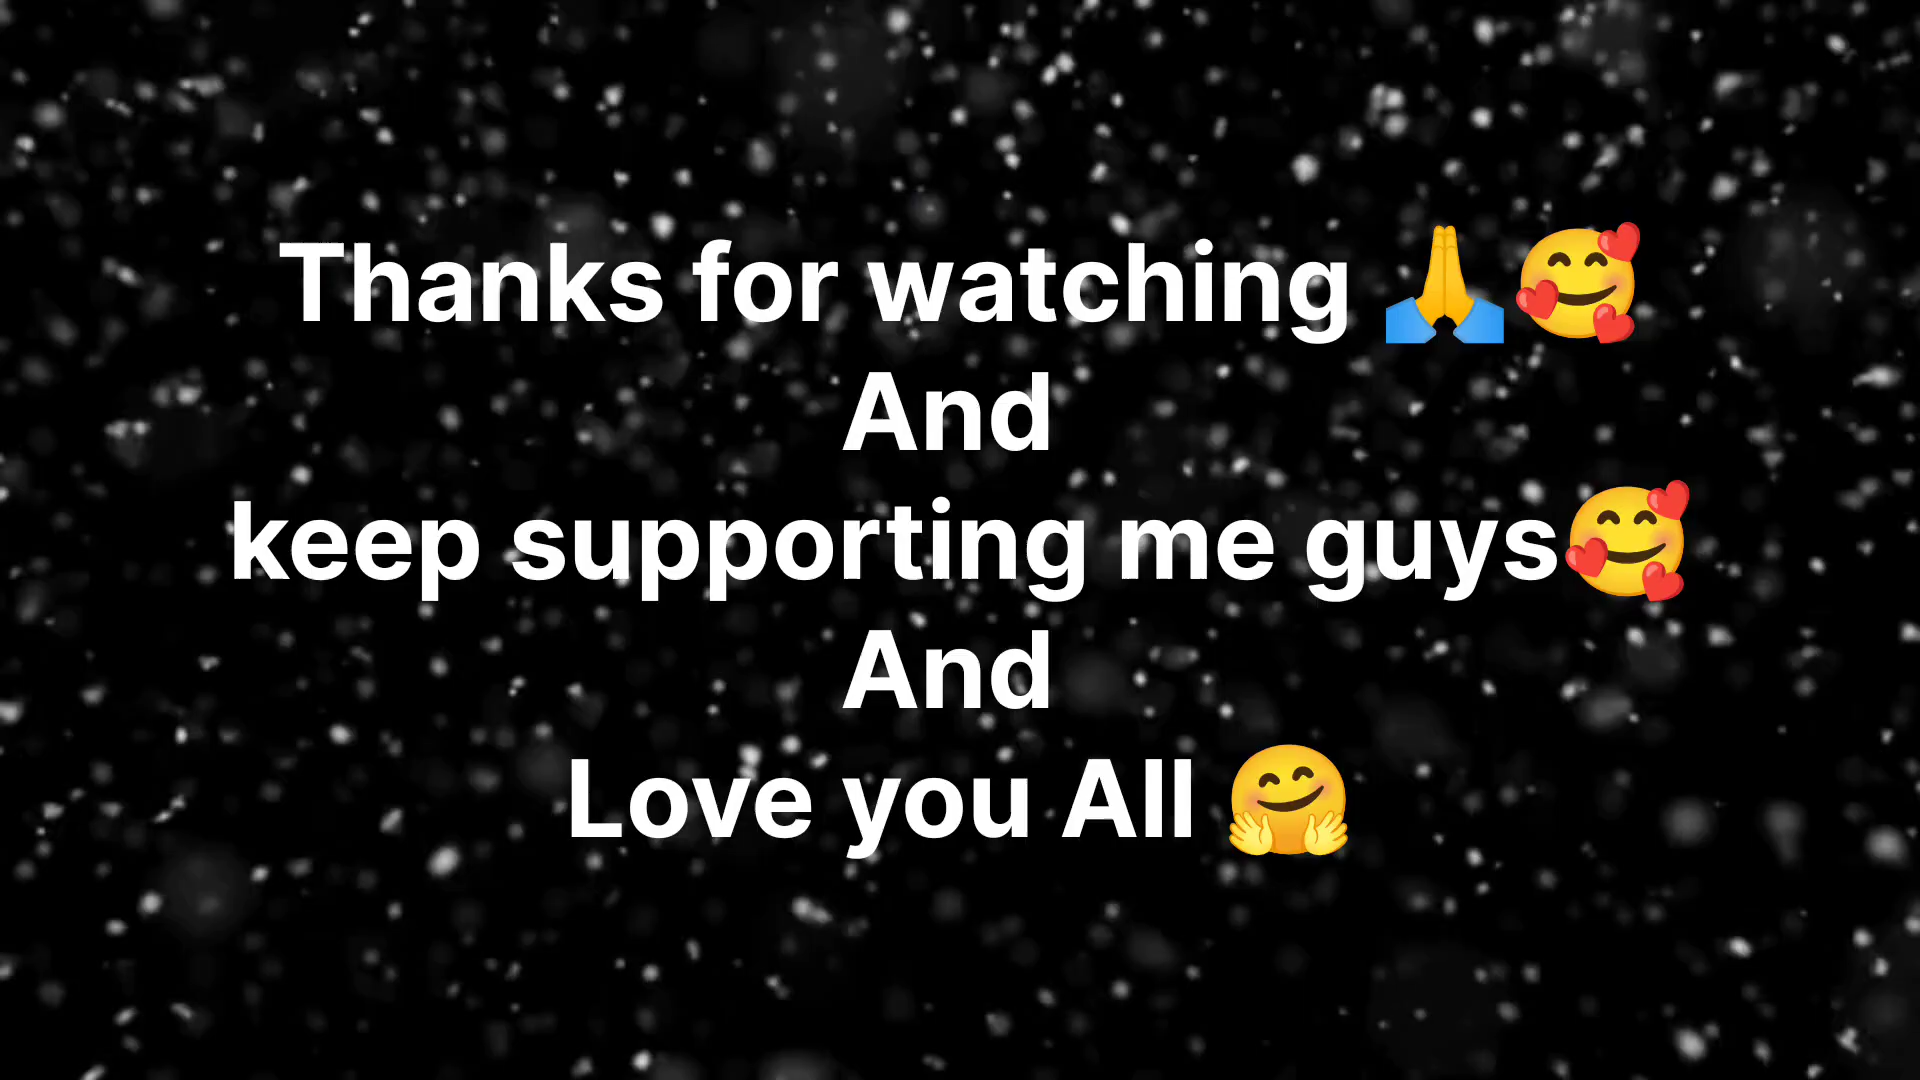 Thanks for watching 🙏🥰
And
keep supporting me guys🥰
And
Love you All 🤗